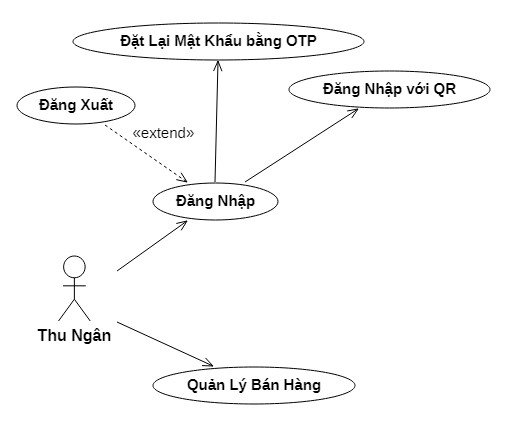 Đặt Lại Mật Khẩu bằng OTP
Đăng Nhập với QR
Đăng Xuất
«extend»
Đăng Nhập
Thu Ngân
Quản Lý Bán Hàng